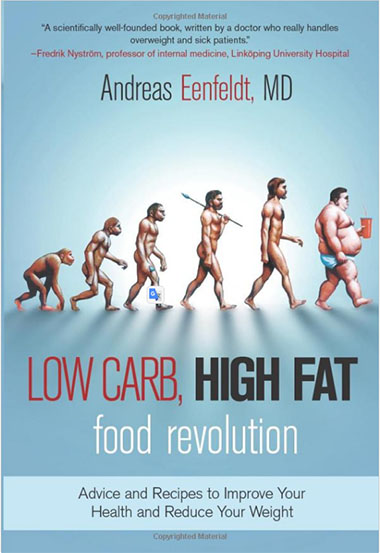 Copyrighted Material
"A scientifically well-founded book, written by a doctor who really handles
overweight and sick patients."
–Fredrik Nyström, professor of internal medicine, Linköping University Hospital
Andreas Eenfeldt, MD
LOW CARB, HIGH FAT
food revolution
Advice and Recipes to Improve Your
Health and Reduce Your Weight
Copyrighted Material